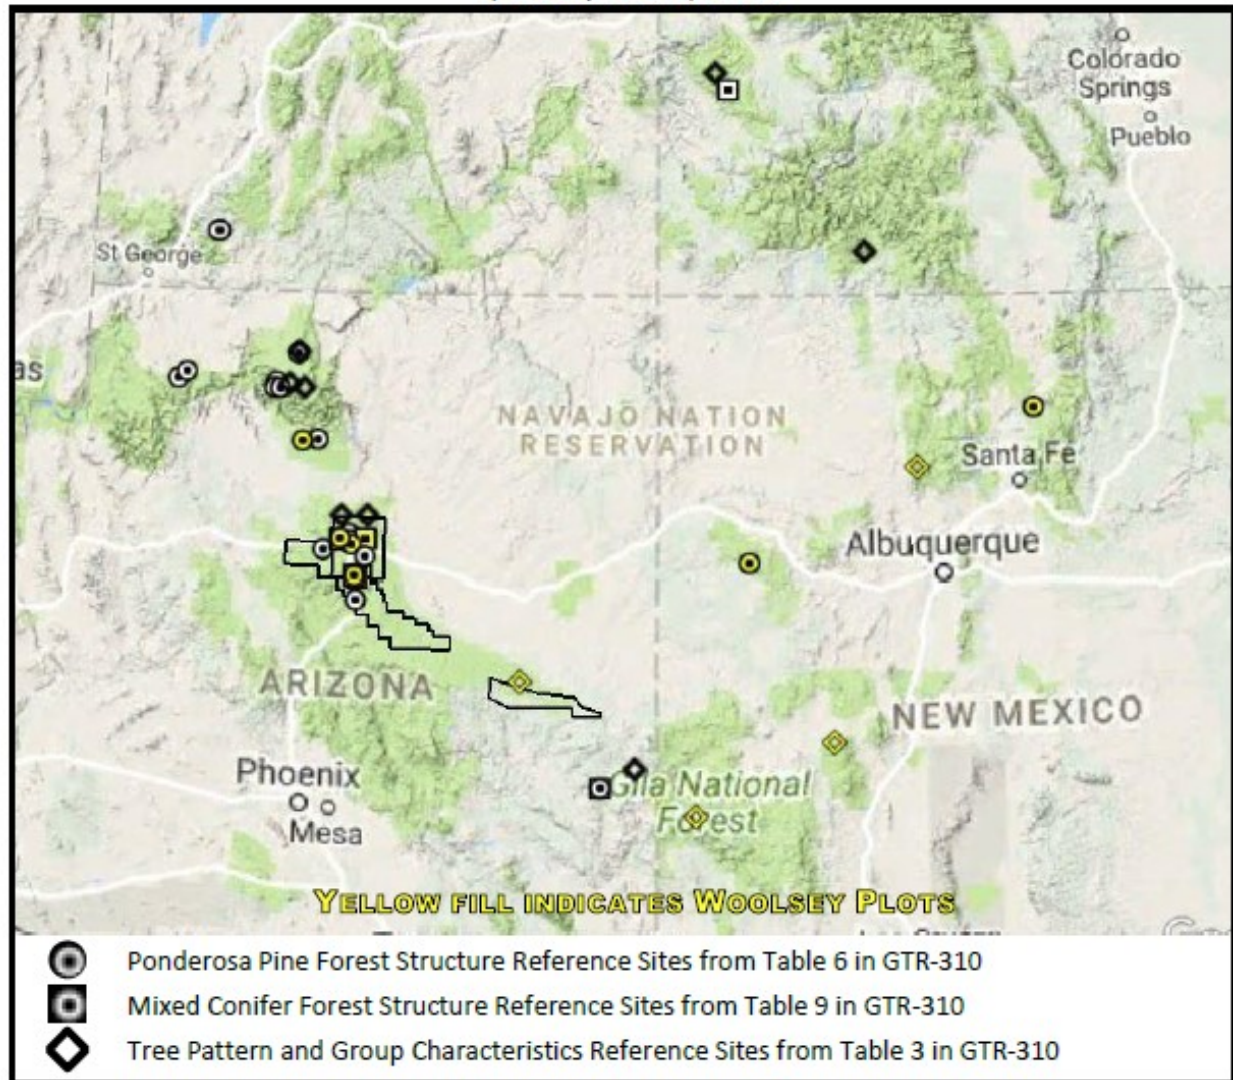 Colorado
Springs
Pueblo
St George
as
NAVAJO NATION
RESERVATION
Santa Fe
Albuquerque
ARIZONA
NEW MEXICO
Phoenix
Mesa
Gila National
Forest
YELLOW FILL INDICATES WOOLSEY PLOTS
Ponderosa Pine Forest Structure Reference Sites from Table 6 in GTR-310
Mixed Conifer Forest Structure Reference Sites from Table 9 in GTR-310
Tree Pattern and Group Characteristics Reference Sites from Table 3 in GTR-310